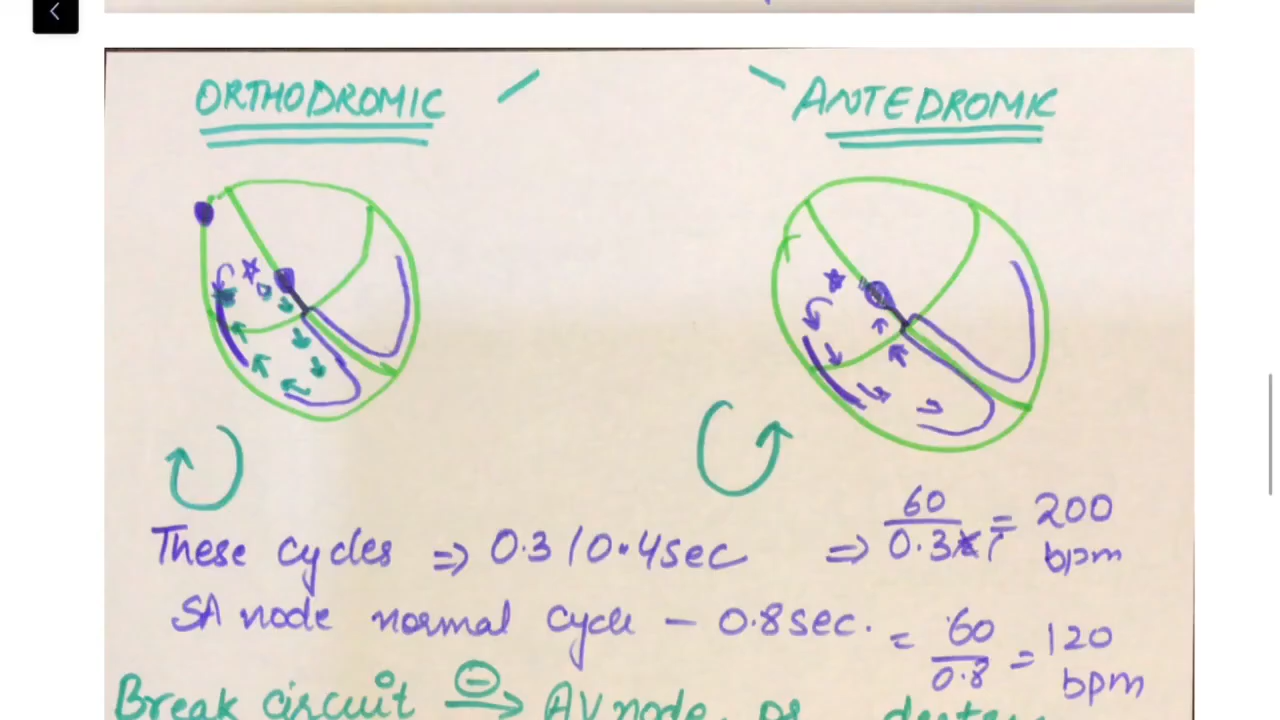 ORTHODROMIC
ANTEDROMIC
These cycles ⇒ 0.3/0.4sec ⇒ 60/0.3 = 200 bpm
SA node normal cycle - 0.8sec. = 60/0.8 = 120 bpm
Break circuit ⊖→ AV node, or